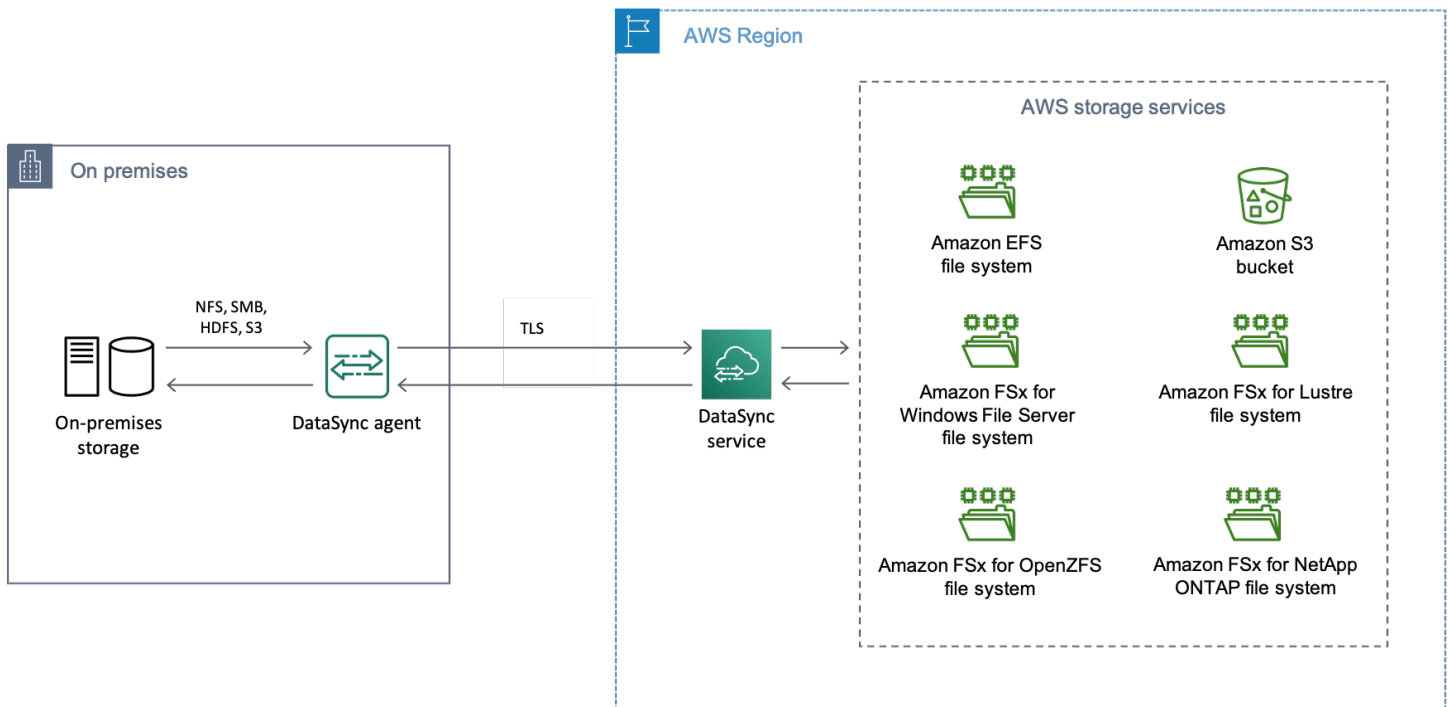 AWS Region
AWS storage services
On premises
Amazon EFS
file system
Amazon S3
bucket
NFS, SMB,
HDFS, S3
TLS
On-premises
storage
DataSync agent
DataSync
service
Amazon FSx for
Windows File Server
file system
Amazon FSx for Lustre
file system
Amazon FSx for OpenZFS
file system
Amazon FSx for NetApp
ONTAP file system